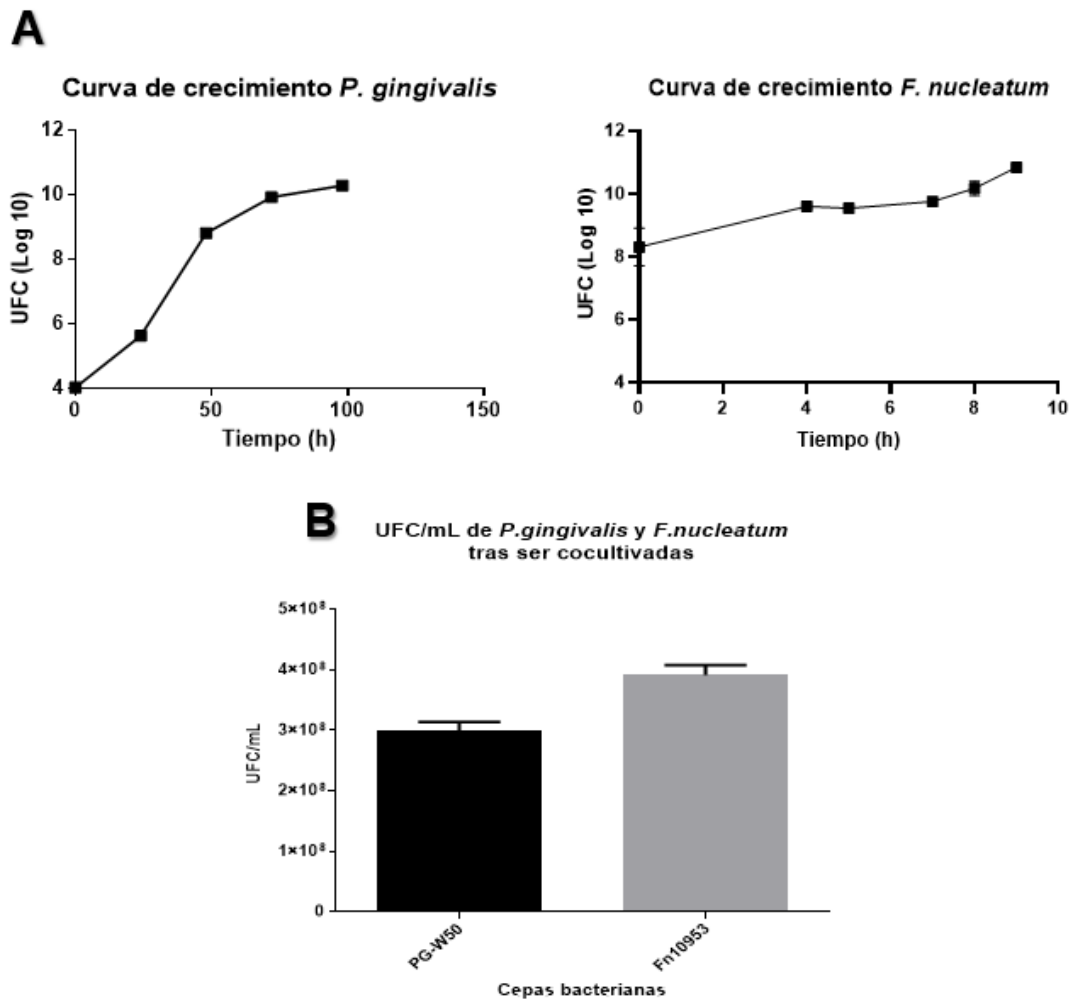 A
Curva de crecimiento P. gingivalis
12
10
8
6
4
UFC (Log 10)
0
50
100
150
Tiempo (h)
Curva de crecimiento F. nucleatum
12
10
8
6
4
UFC (Log 10)
0
2
4
6
8
10
Tiempo (h)
B
UFC/mL de P.gingivalis y F.nucleatum
tras ser cocultivadas
5×10⁸
4×10⁸
3×10⁸
2×10⁸
1×10⁸
0
UFC/mL
PG-W50
Fn10953
Cepas bacterianas